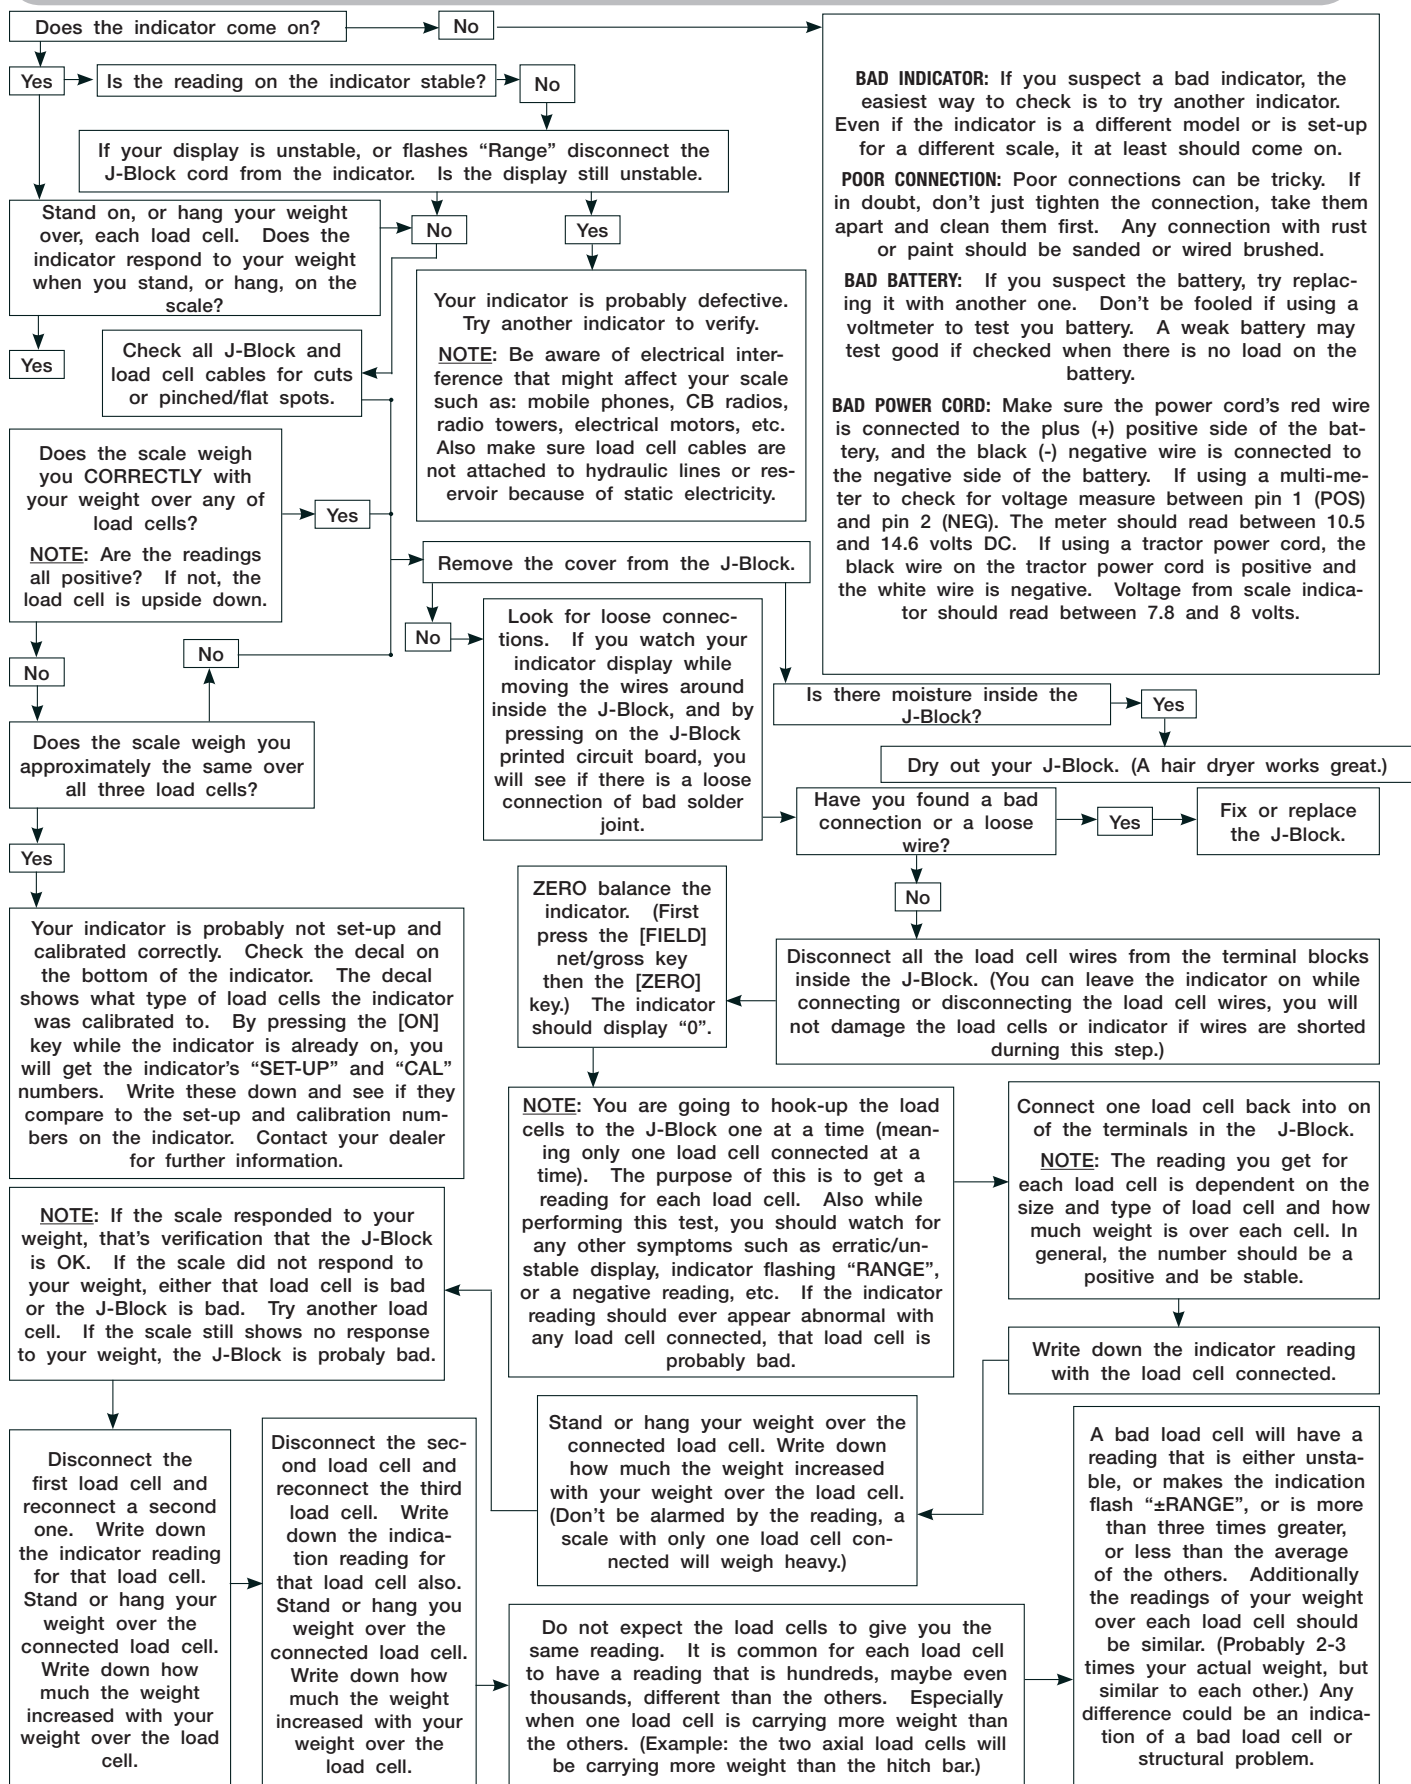 Does the indicator come on?
No
Yes
Is the reading on the indicator stable?
No
If your display is unstable, or flashes “Range” disconnect the
J-Block cord from the indicator. Is the display still unstable.
No
Yes
Stand on, or hang your weight
over, each load cell. Does the
indicator respond to your weight
when you stand, or hang, on the
scale?
Yes
Check all J-Block and
load cell cables for cuts
or pinched/flat spots.
Your indicator is probably defective.
Try another indicator to verify.
NOTE: Be aware of electrical inter-
ference that might affect your scale
such as: mobile phones, CB radios,
radio towers, electrical motors, etc.
Also make sure load cell cables are
not attached to hydraulic lines or res-
ervoir because of static electricity.
BAD INDICATOR: If you suspect a bad indicator, the
easiest way to check is to try another indicator.
Even if the indicator is a different model or is set-up
for a different scale, it at least should come on.
POOR CONNECTION: Poor connections can be tricky. If
in doubt, don’t just tighten the connection, take them
apart and clean them first. Any connection with rust
or paint should be sanded or wired brushed.
BAD BATTERY: If you suspect the battery, try replac-
ing it with another one. Don’t be fooled if using a
voltmeter to test you battery. A weak battery may
test good if checked when there is no load on the
battery.
BAD POWER CORD: Make sure the power cord’s red wire
is connected to the plus (+) positive side of the bat-
tery, and the black (-) negative wire is connected to
the negative side of the battery. If using a multi-me-
ter to check for voltage measure between pin 1 (POS)
and pin 2 (NEG). The meter should read between 10.5
and 14.6 volts DC. If using a tractor power cord, the
black wire on the tractor power cord is positive and
the white wire is negative. Voltage from scale indica-
tor should read between 7.8 and 8 volts.
Does the scale weigh
you CORRECTLY with
your weight over any of
load cells?
NOTE: Are the readings
all positive? If not, the
load cell is upside down.
Yes
No
No
Does the scale weigh you
approximately the same over
all three load cells?
Yes
Remove the cover from the J-Block.
No
Look for loose connec-
tions. If you watch your
indicator display while
moving the wires around
inside the J-Block, and by
pressing on the J-Block
printed circuit board, you
will see if there is a loose
connection of bad solder
joint.
Is there moisture inside the
J-Block?
Yes
Dry out your J-Block. (A hair dryer works great.)
Have you found a bad
connection or a loose
wire?
Yes
Fix or replace
the J-Block.
No
Your indicator is probably not set-up and
calibrated correctly. Check the decal on
the bottom of the indicator. The decal
shows what type of load cells the indicator
was calibrated to. By pressing the [ON]
key while the indicator is already on, you
will get the indicator’s “SET-UP” and “CAL”
numbers. Write these down and see if they
compare to the set-up and calibration num-
bers on the indicator. Contact your dealer
for further information.
ZERO balance the
indicator. (First
press the [FIELD]
net/gross key
then the [ZERO]
key.) The indicator
should display “0”.
Disconnect all the load cell wires from the terminal blocks
inside the J-Block. (You can leave the indicator on while
connecting or disconnecting the load cell wires, you will
not damage the load cells or indicator if wires are shorted
durning this step.)
NOTE: You are going to hook-up the load
cells to the J-Block one at a time (mean-
ing only one load cell connected at a
time). The purpose of this is to get a
reading for each load cell. Also while
performing this test, you should watch for
any other symptoms such as erratic/un-
stable display, indicator flashing “RANGE”,
or a negative reading, etc. If the indicator
reading should ever appear abnormal with
any load cell connected, that load cell is
probably bad.
Connect one load cell back into on
of the terminals in the J-Block.
NOTE: The reading you get for
each load cell is dependent on the
size and type of load cell and how
much weight is over each cell. In
general, the number should be a
positive and be stable.
Write down the indicator reading
with the load cell connected.
NOTE: If the scale responded to your
weight, that’s verification that the J-Block
is OK. If the scale did not respond to
your weight, either that load cell is bad
or the J-Block is bad. Try another load
cell. If the scale still shows no response
to your weight, the J-Block is probaly bad.
Stand or hang your weight over the
connected load cell. Write down
how much the weight increased
with your weight over the load cell.
(Don’t be alarmed by the reading, a
scale with only one load cell con-
nected will weigh heavy.)
Disconnect the
first load cell and
reconnect a second
one. Write down
the indicator reading
for that load cell.
Stand or hang your
weight over the
connected load cell.
Write down how
much the weight
increased with your
weight over the load
cell.
Disconnect the sec-
ond load cell and
reconnect the third
load cell. Write
down the indica-
tion reading for
that load cell also.
Stand or hang you
weight over the
connected load cell.
Write down how
much the weight
increased with your
weight over the
load cell.
Do not expect the load cells to give you the
same reading. It is common for each load cell
to have a reading that is hundreds, maybe even
thousands, different than the others. Especially
when one load cell is carrying more weight than
the others. (Example: the two axial load cells will
be carrying more weight than the hitch bar.)
A bad load cell will have a
reading that is either unsta-
ble, or makes the indication
flash “±RANGE”, or is more
than three times greater,
or less than the average
of the others. Additionally
the readings of your weight
over each load cell should
be similar. (Probably 2-3
times your actual weight, but
similar to each other.) Any
difference could be an indica-
tion of a bad load cell or
structural problem.